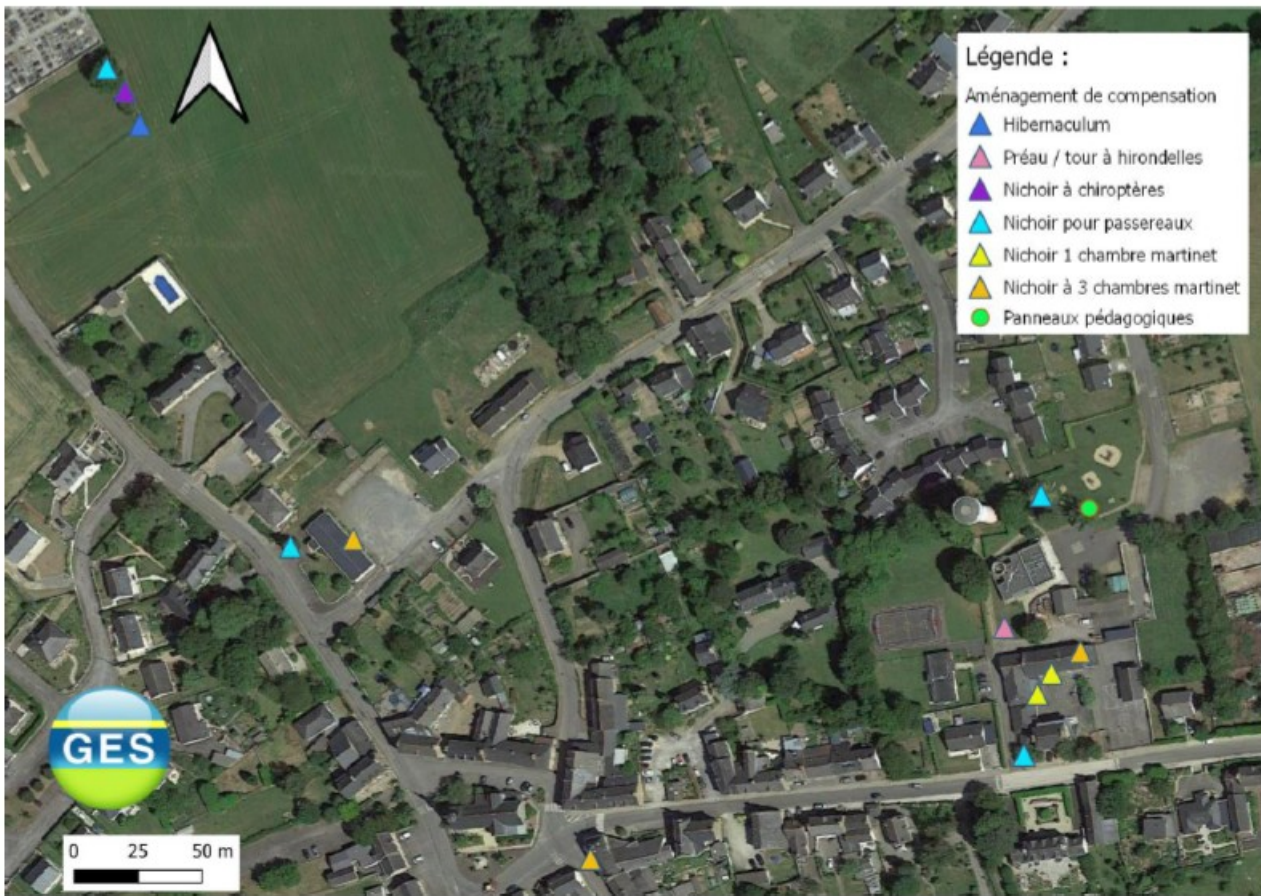 Légende :
Aménagement de compensation
Hibernaculum
Préau / tour à hirondelles
Nichoir à chiroptères
Nichoir pour passereaux
Nichoir 1 chambre martinet
Nichoir à 3 chambres martinet
Panneaux pédagogiques
GES
0 25 50 m